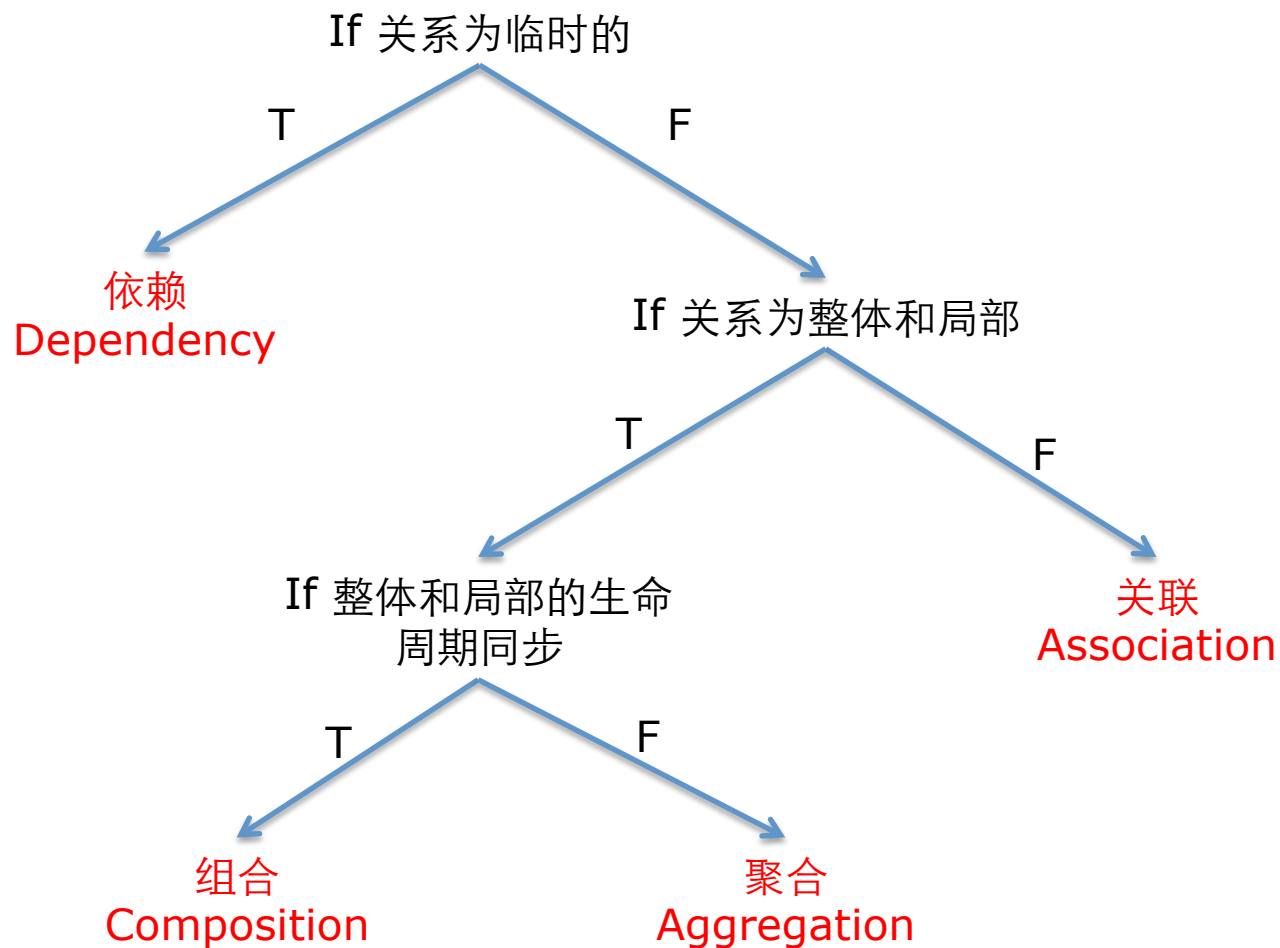 If 关系为临时的
T
F
依赖
Dependency
If 关系为整体和局部
T
F
If 整体和局部的生命
周期同步
关联
Association
T
F
组合
Composition
聚合
Aggregation